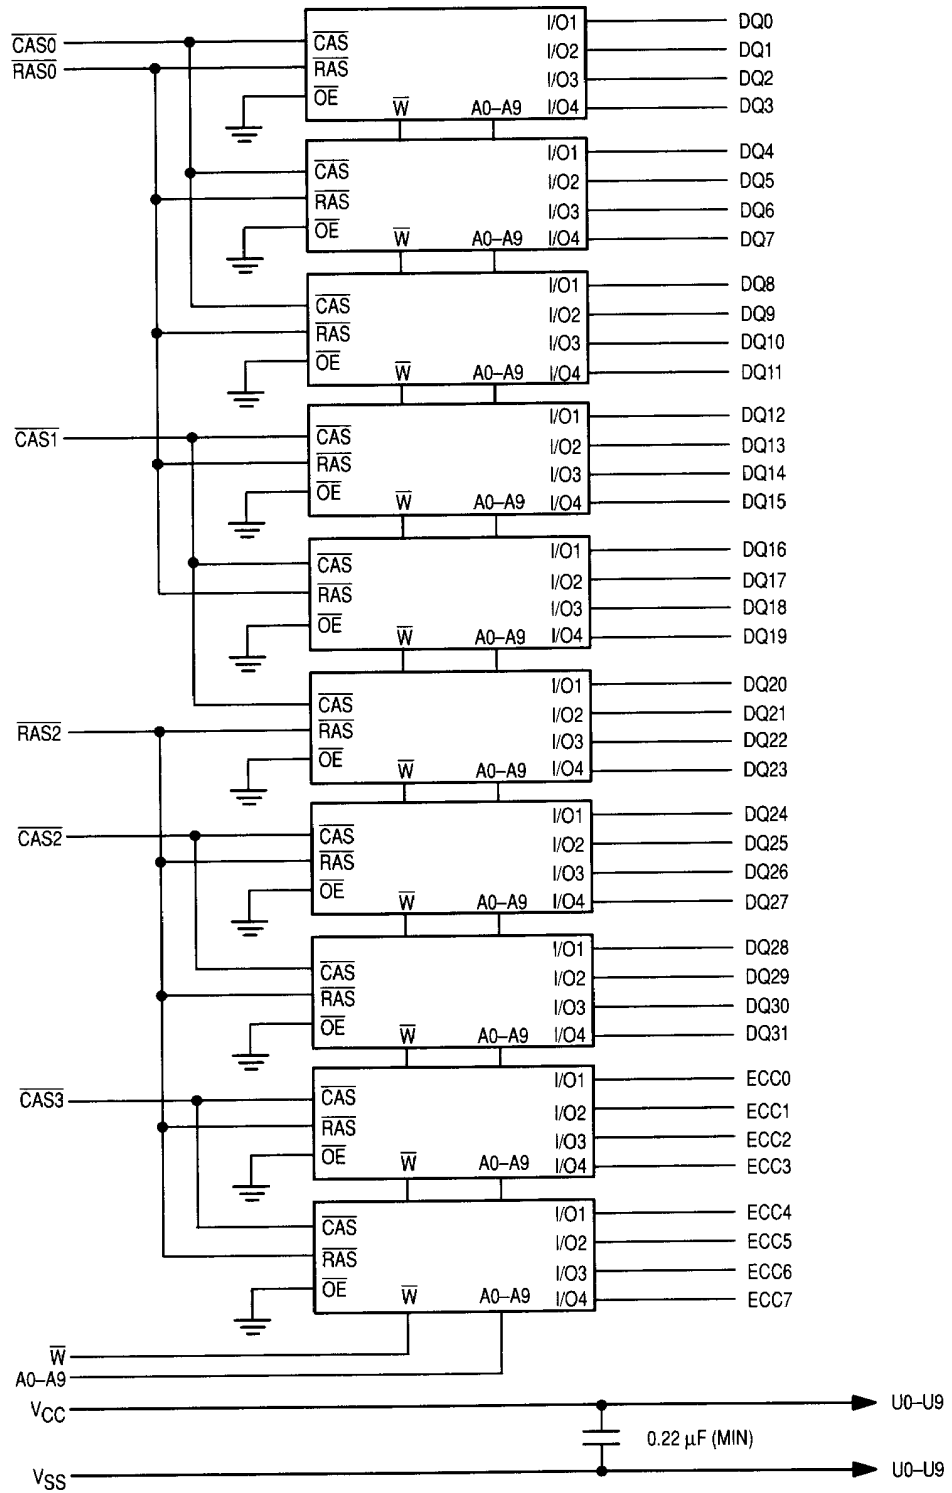 I/O1 DQ0
CAS0 CAS I/O2 DQ1
RAS0 RAS I/O3 DQ2
OE W A0–A9 I/O4 DQ3
I/O1 DQ4
CAS I/O2 DQ5
RAS I/O3 DQ6
OE W A0–A9 I/O4 DQ7
I/O1 DQ8
CAS I/O2 DQ9
RAS I/O3 DQ10
OE W A0–A9 I/O4 DQ11
I/O1 DQ12
CAS1 CAS I/O2 DQ13
RAS I/O3 DQ14
OE W A0–A9 I/O4 DQ15
I/O1 DQ16
CAS I/O2 DQ17
RAS I/O3 DQ18
OE W A0–A9 I/O4 DQ19
I/O1 DQ20
CAS I/O2 DQ21
RAS2 RAS I/O3 DQ22
OE W A0–A9 I/O4 DQ23
I/O1 DQ24
CAS2 CAS I/O2 DQ25
RAS I/O3 DQ26
OE W A0–A9 I/O4 DQ27
I/O1 DQ28
CAS I/O2 DQ29
RAS I/O3 DQ30
OE W A0–A9 I/O4 DQ31
I/O1 ECC0
CAS3 CAS I/O2 ECC1
RAS I/O3 ECC2
OE W A0–A9 I/O4 ECC3
I/O1 ECC4
CAS I/O2 ECC5
RAS I/O3 ECC6
OE W A0–A9 I/O4 ECC7
W
A0–A9
VCC U0–U9
0.22 µF (MIN)
VSS U0–U9